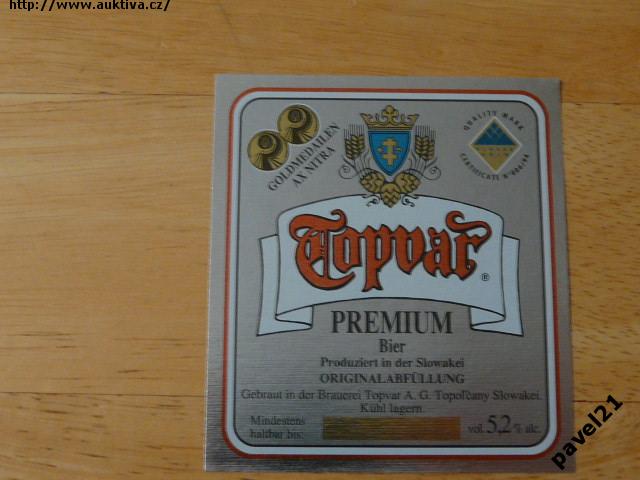 http://www.auktiva.cz/
GOLDMEDAILEN
AX NITRA
QUALITY MARK
CERTIFICATE
Topvar ®
PREMIUM
Bier
Produziert in der Slowakei
ORIGINALABFÜLLUNG
Gebraut in der Brauerei Topvar A. G. Topoľčany Slowakei.
Kühl lagern.
Mindestens
haltbar bis:
vol. 5,2 % alc.
pavel21